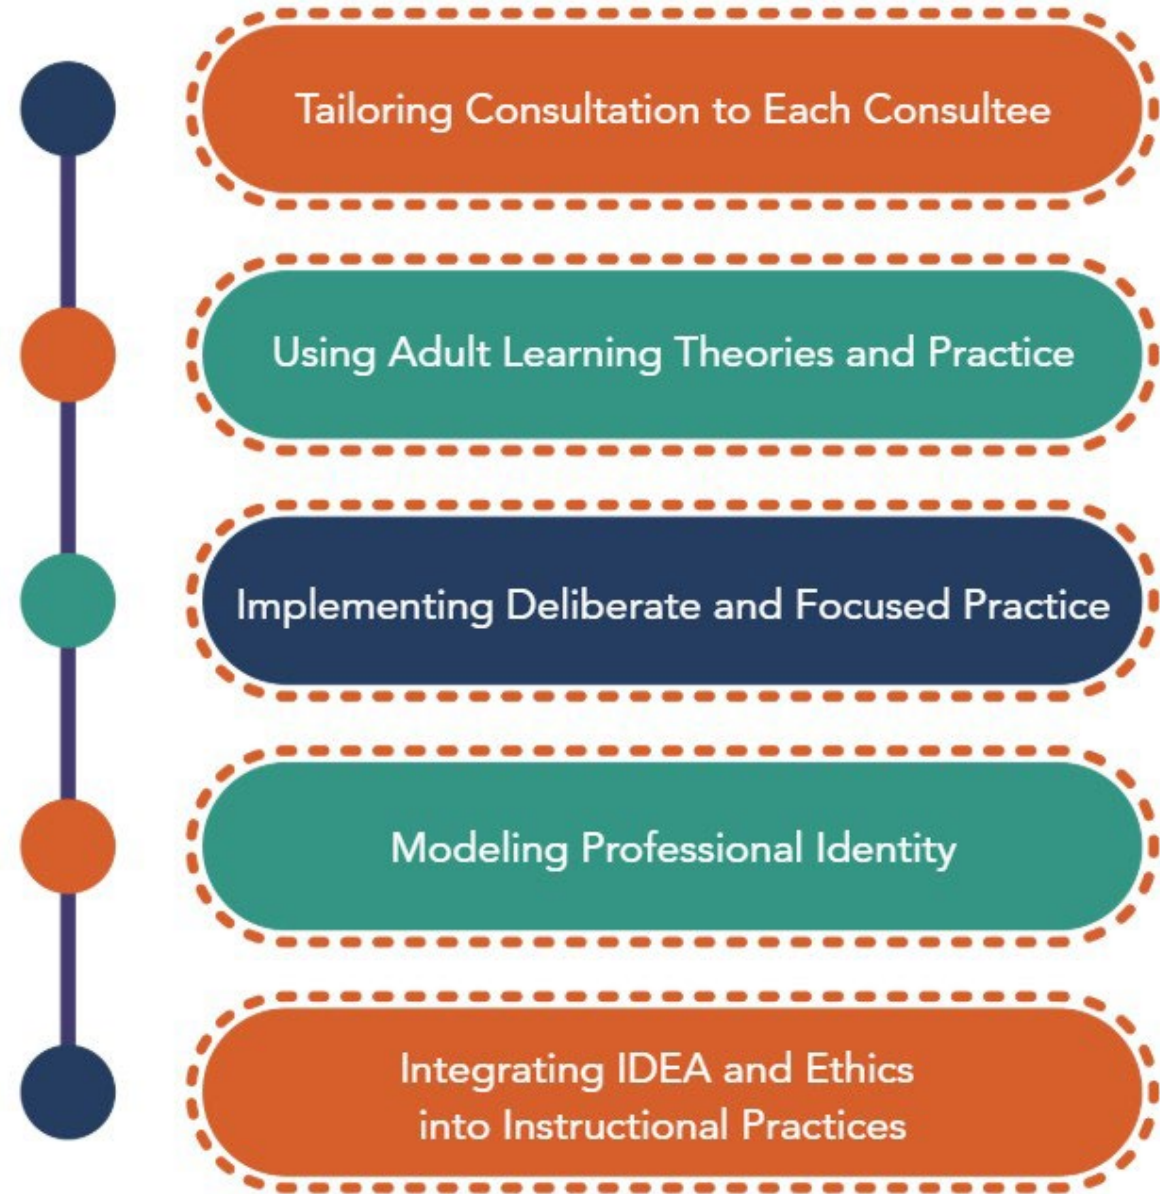 Tailoring Consultation to Each Consultee
Using Adult Learning Theories and Practice
Implementing Deliberate and Focused Practice
Modeling Professional Identity
Integrating IDEA and Ethics
into Instructional Practices